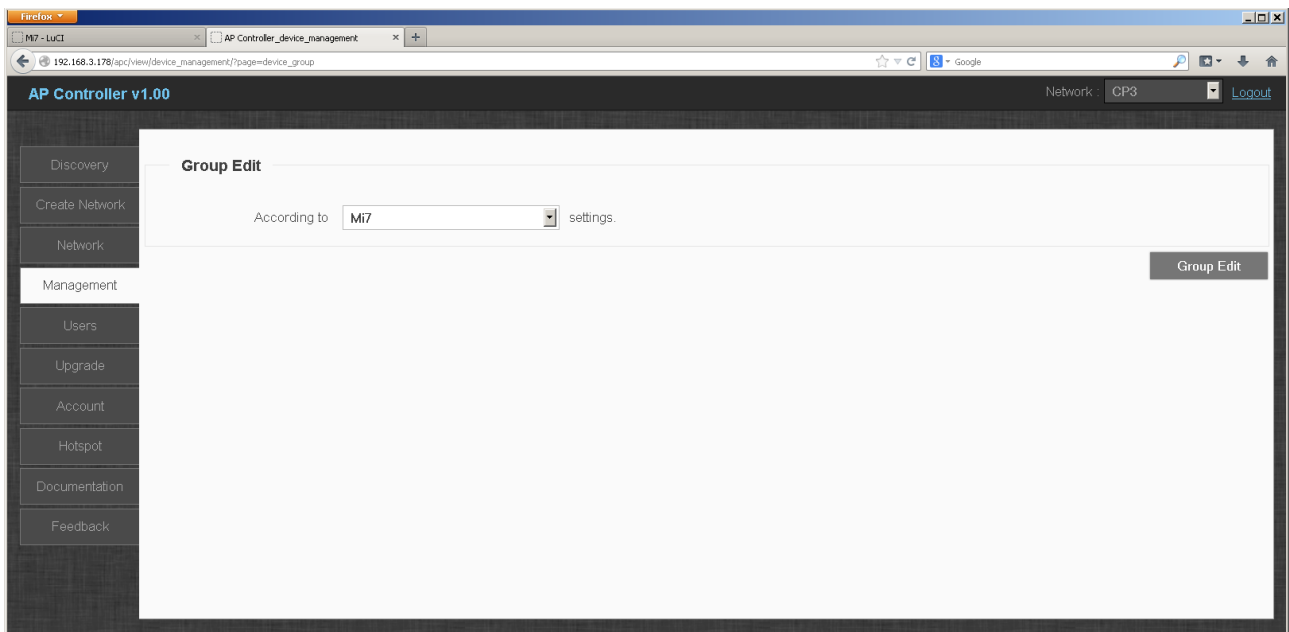 Firefox
Mi7 - LuCI
AP Controller_device_management
192.168.3.178/apc/view/device_management/?page=device_group
Google
AP Controller v1.00
Network : CP3
Logout
Discovery
Create Network
Network
Management
Users
Upgrade
Account
Hotspot
Documentation
Feedback
Group Edit
According to Mi7 settings.
Group Edit